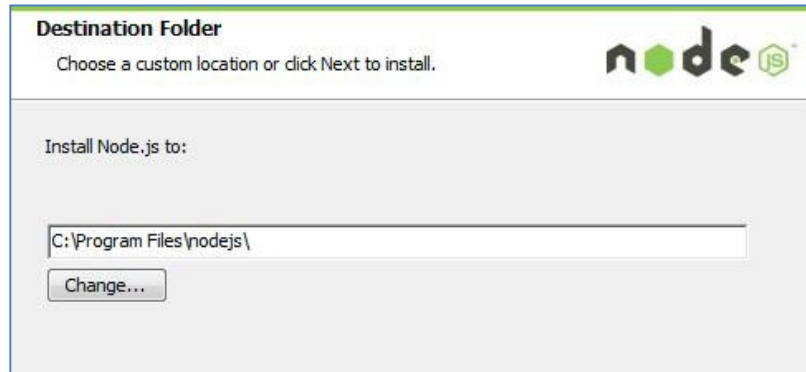 Destination Folder
Choose a custom location or click Next to install.
node JS
Install Node.js to:
C:\Program Files\nodejs\
Change...